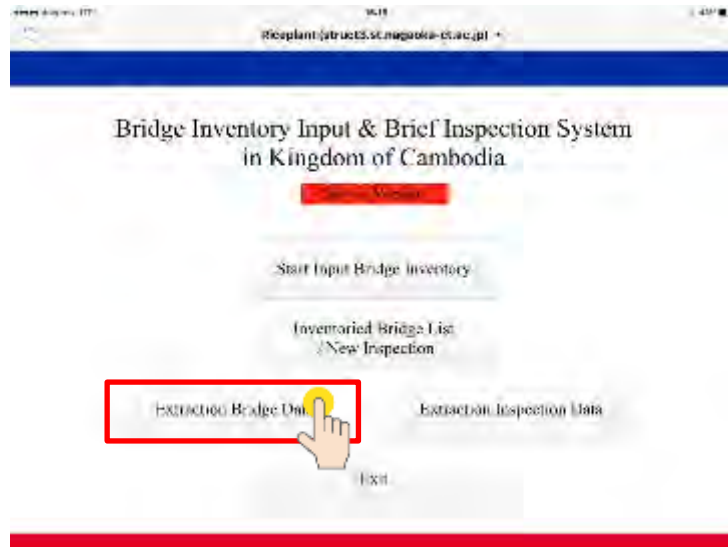 Riceplant (struct3.st.nagaoka-ct.ac.jp)
Bridge Inventory Input & Brief Inspection System
in Kingdom of Cambodia
Start Input Bridge Inventory
Inventoried Bridge List
/New Inspection
Extraction Bridge Dat
Extraction Inspection Data
Exit